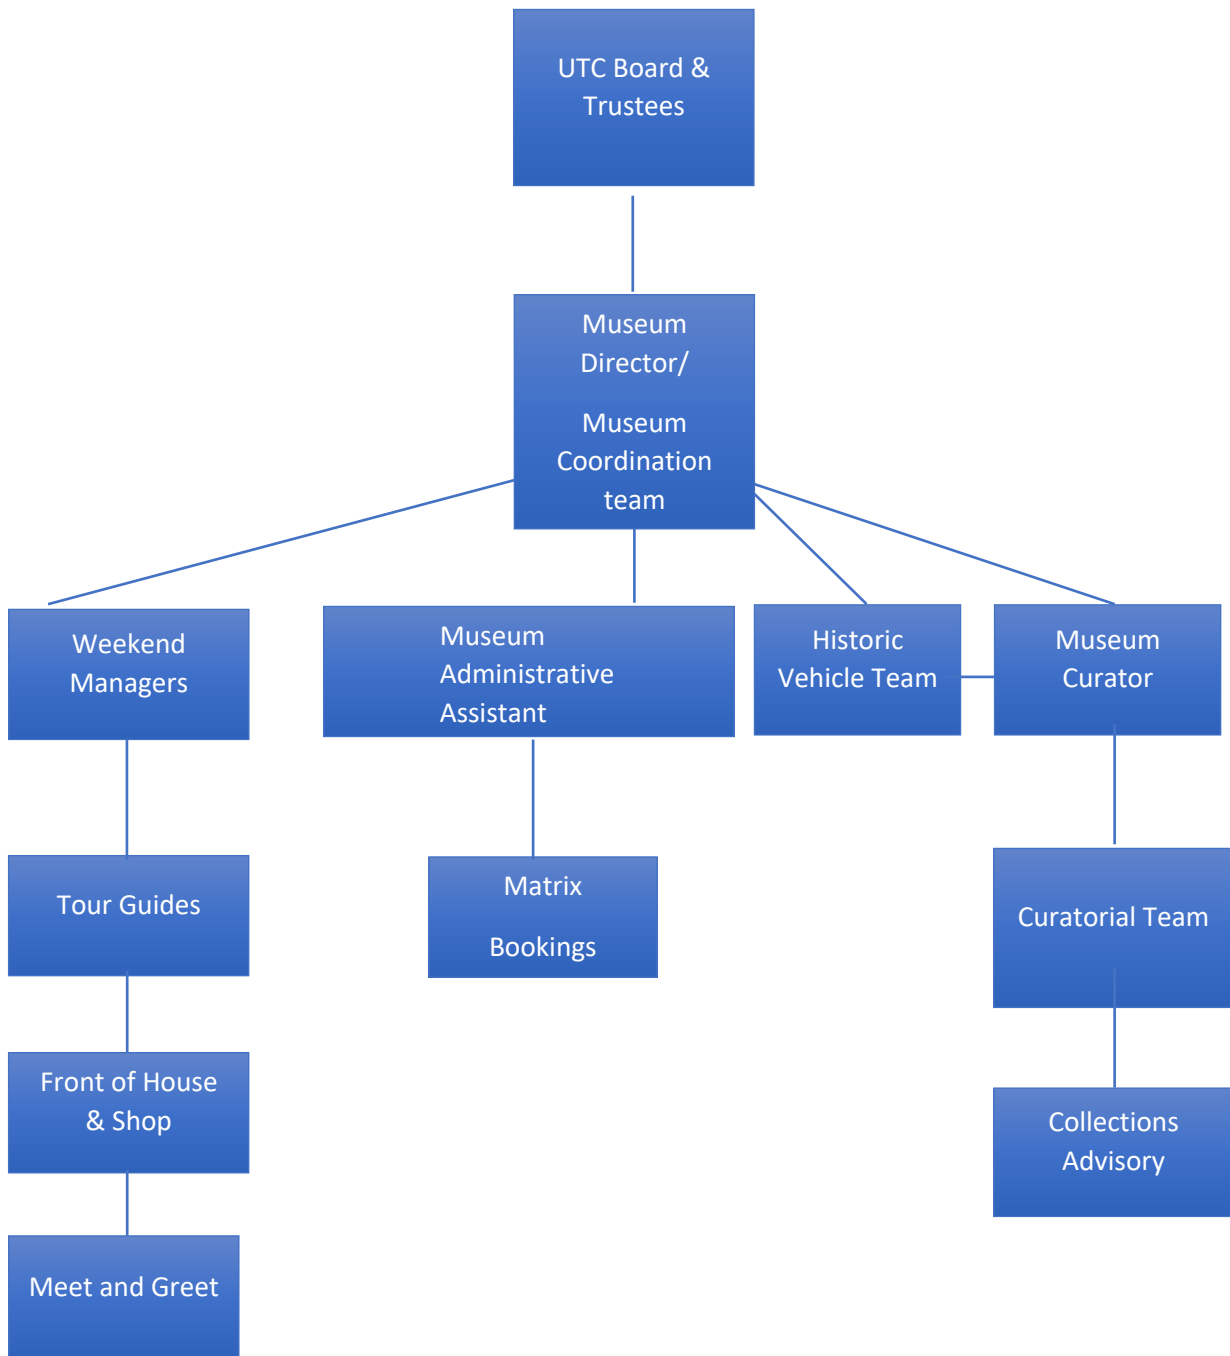 UTC Board &
Trustees
Museum
Director/
Museum
Coordination
team
Weekend
Managers
Museum
Administrative
Assistant
Historic
Vehicle Team
Museum
Curator
Tour Guides
Matrix
Bookings
Curatorial Team
Front of House
& Shop
Collections
Advisory
Meet and Greet